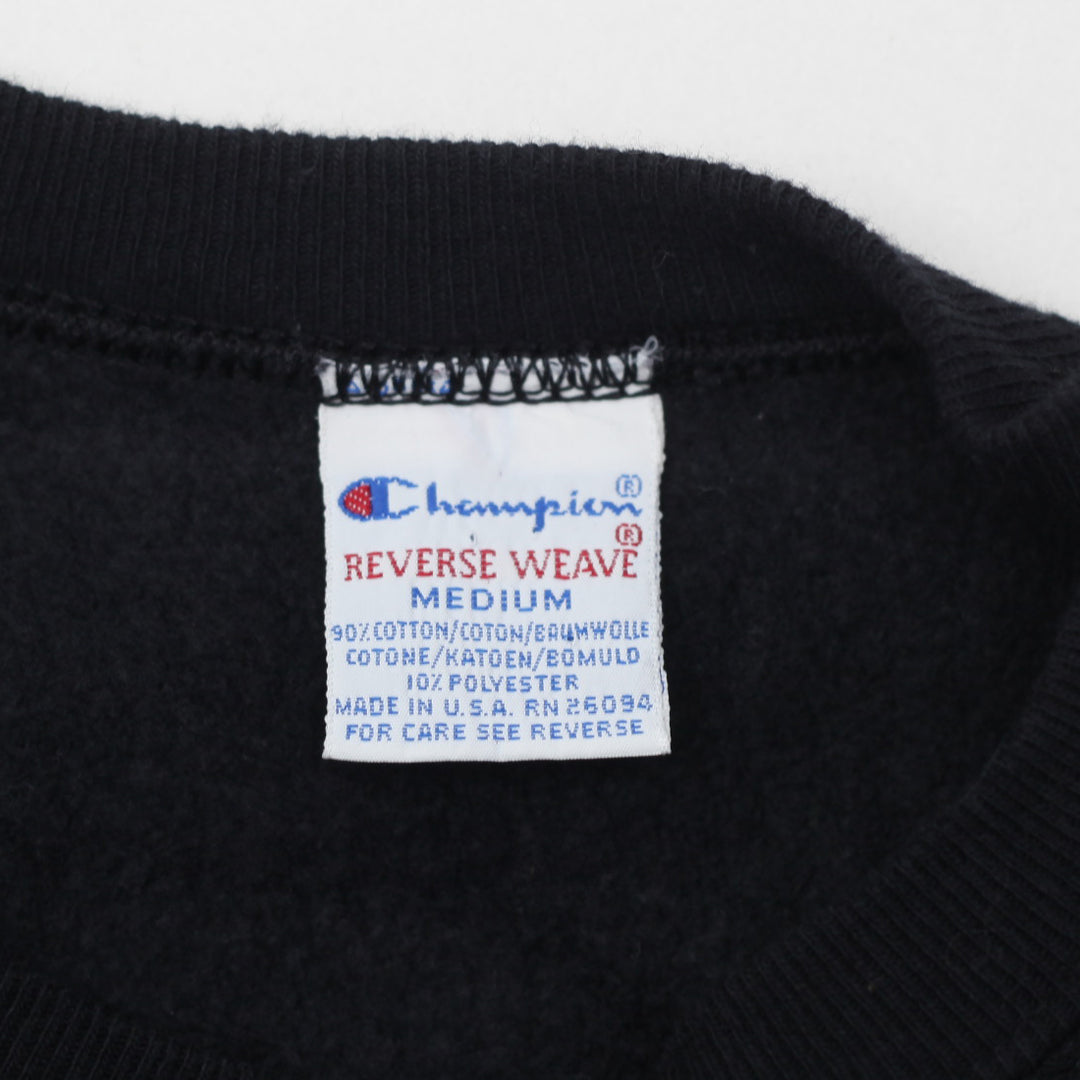 Champion®
REVERSE WEAVE®
MEDIUM
90% COTTON/COTON/BAUMWOLLE
COTONE/KATOEN/BOMULD
10% POLYESTER
MADE IN U.S.A. RN 26094
FOR CARE SEE REVERSE